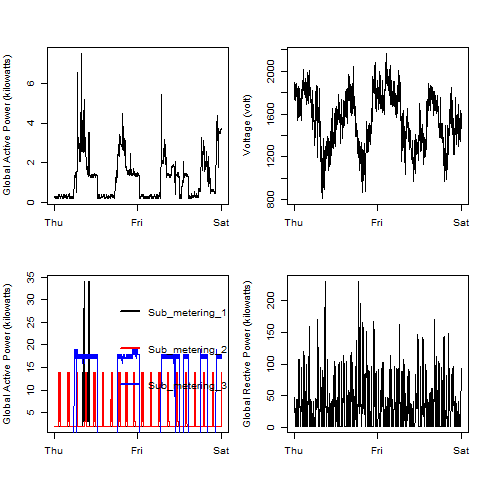 Global Active Power (kilowatts)
0 2 4 6
Thu Fri Sat
Voltage (volt)
800 1200 1600 2000
Thu Fri Sat
Global Active Power (kilowatts)
5 10 15 20 25 30 35
Sub_metering_1
Sub_metering_2
Sub_metering_3
Thu Fri Sat
Global Rective Power (kilowatts)
0 50 100 150 200
Thu Fri Sat